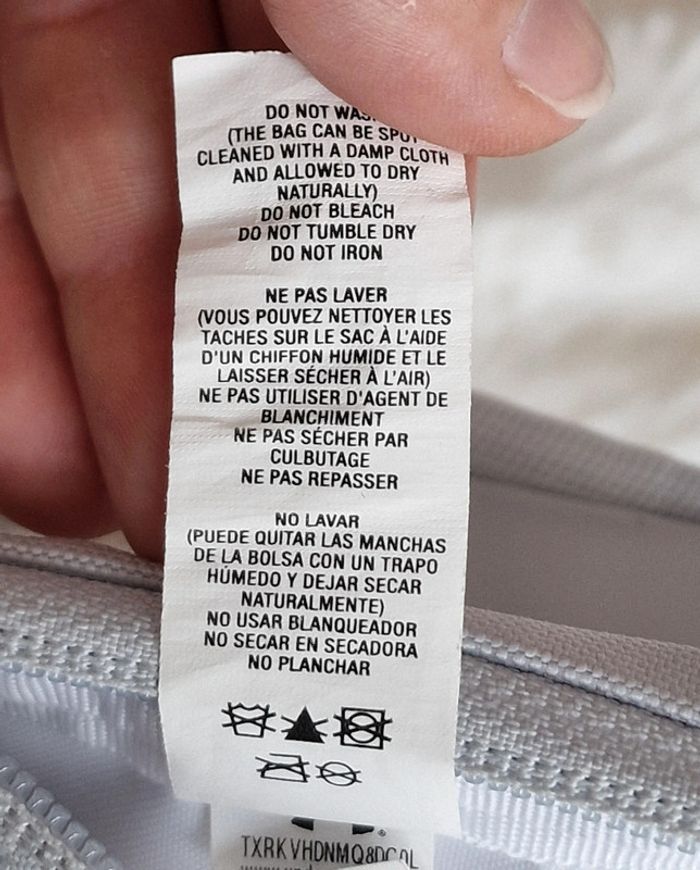 DO NOT
(THE BAG CAN BE SPOT
CLEANED WITH A DAMP CLOTH
AND ALLOWED TO DRY
NATURALLY)
DO NOT BLEACH
DO NOT TUMBLE DRY
DO NOT IRON
NE PAS LAVER
(VOUS POUVEZ NETTOYER LES
TACHES SUR LE SAC À L'AIDE
D'UN CHIFFON HUMIDE ET LE
LAISSER SÉCHER À L'AIR)
NE PAS UTILISER D'AGENT DE
BLANCHIMENT
NE PAS SÉCHER PAR
CULBUTAGE
NE PAS REPASSER
NO LAVAR
(PUEDE QUITAR LAS MANCHAS
DE LA BOLSA CON UN TRAPO
HÚMEDO Y DEJAR SECAR
NATURALMENTE)
NO USAR BLANQUEADOR
NO SECAR EN SECADORA
NO PLANCHAR